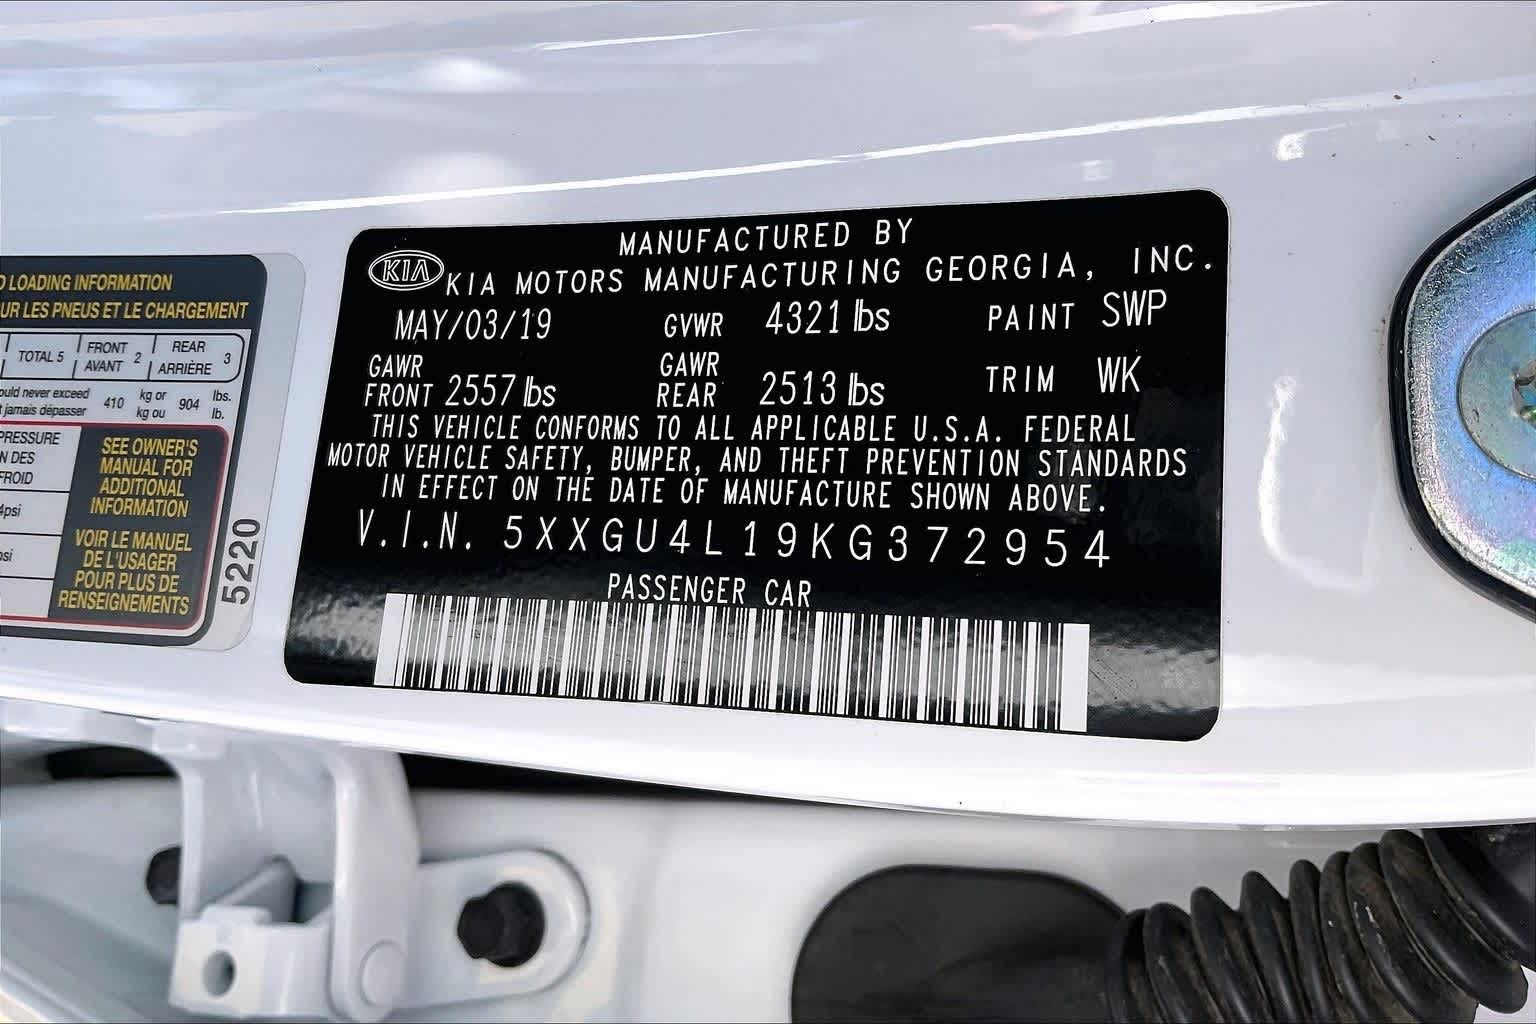 D LOADING INFORMATION
UR LES PNEUS ET LE CHARGEMENT
TOTAL 5 FRONT AVANT 2 REAR ARRIÈRE 3
ould never exceed 410 kg or 904 lbs.
t jamais dépasser kg ou lb.
PRESSURE
N DES
FROID
4psi
psi
SEE OWNER'S
MANUAL FOR
ADDITIONAL
INFORMATION
VOIR LE MANUEL
DE L'USAGER
POUR PLUS DE
RENSEIGNEMENTS
5220
MANUFACTURED BY
KIA KIA MOTORS MANUFACTURING GEORGIA, INC.
MAY/03/19 GVWR 4321 lbs PAINT SWP
GAWR FRONT 2557 lbs GAWR REAR 2513 lbs TRIM WK
THIS VEHICLE CONFORMS TO ALL APPLICABLE U.S.A. FEDERAL
MOTOR VEHICLE SAFETY, BUMPER, AND THEFT PREVENTION STANDARDS
IN EFFECT ON THE DATE OF MANUFACTURE SHOWN ABOVE.
V.I.N. 5XXGU4L19KG372954
PASSENGER CAR